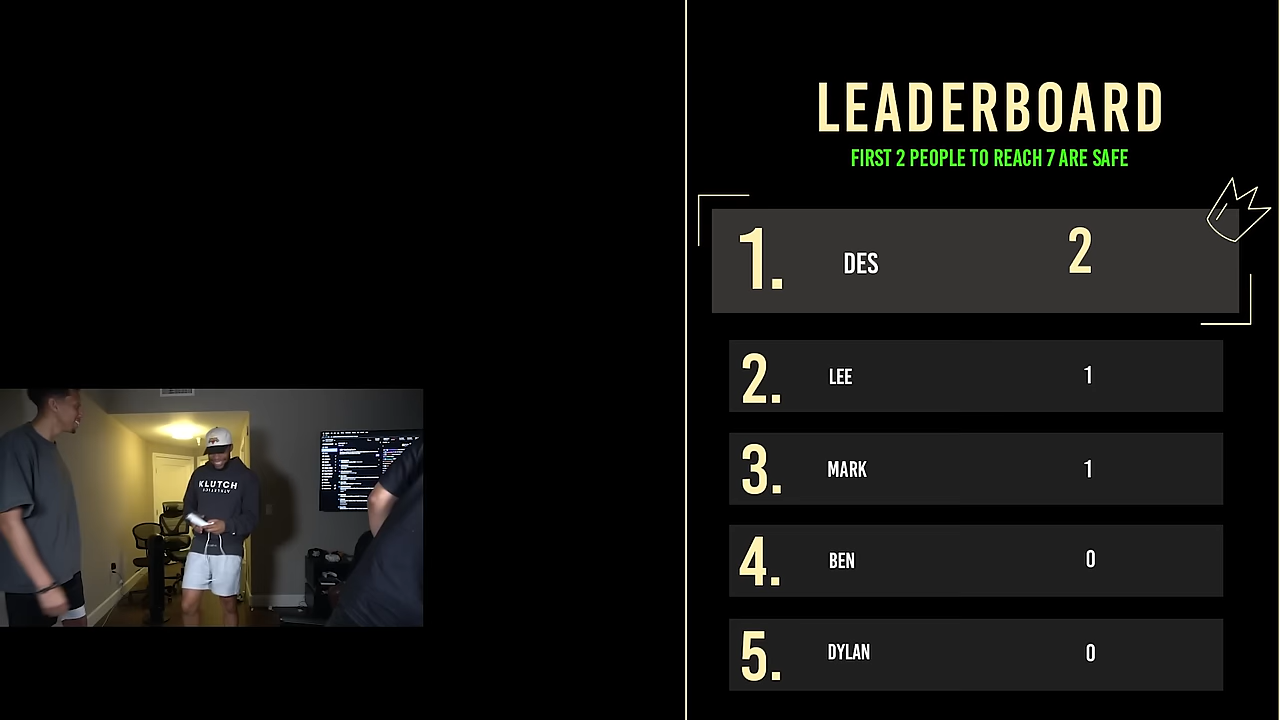 LEADERBOARD
FIRST 2 PEOPLE TO REACH 7 ARE SAFE
1. DES 2
2. LEE 1
3. MARK 1
4. BEN 0
5. DYLAN 0
KLUTCH
ATHLETICS